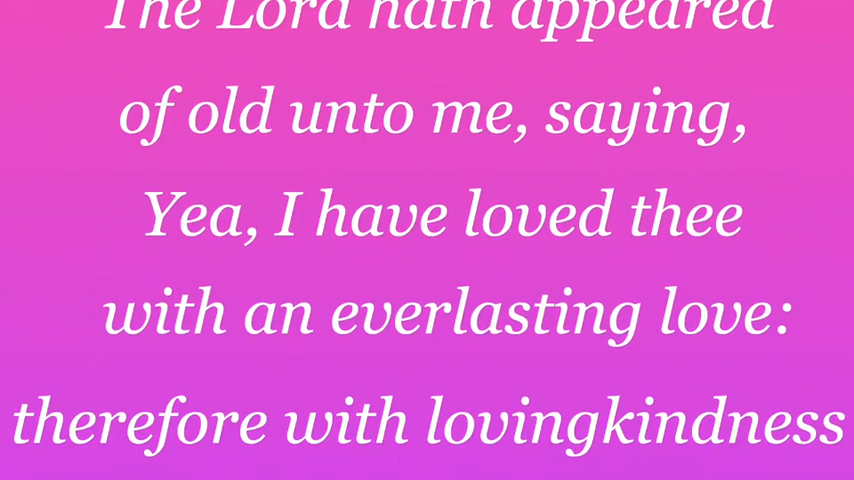 The Lord hath appeared
of old unto me, saying,
Yea, I have loved thee
with an everlasting love:
therefore with lovingkindness